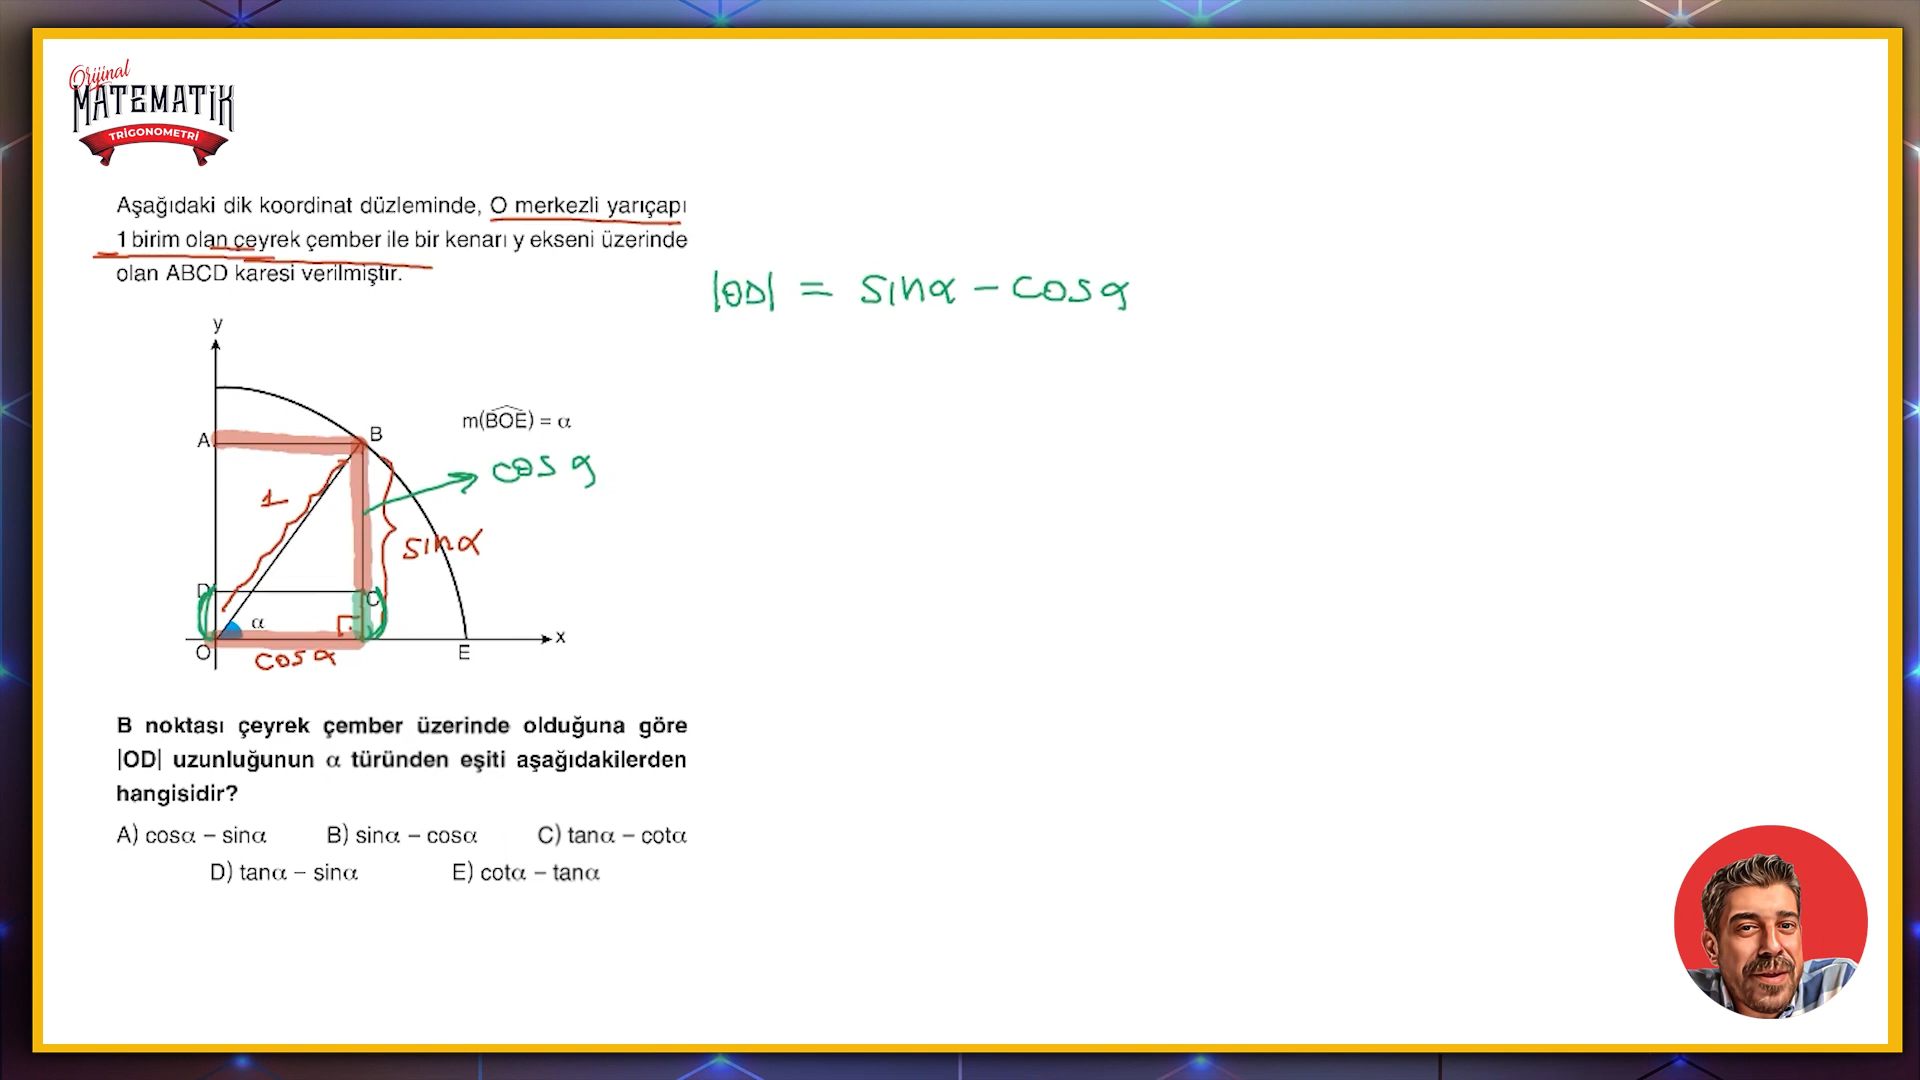 Orijinal
MATEMATİK
TRİGONOMETRİ
Aşağıdaki dik koordinat düzleminde, O merkezli yarıçapı
1 birim olan çeyrek çember ile bir kenarı y ekseni üzerinde
olan ABCD karesi verilmiştir.
|OD| = sinα - cosα
y
A
B
m(BOE) = α
cosα
1
sinα
D
C
α
x
O
cosα
E
B noktası çeyrek çember üzerinde olduğuna göre
|OD| uzunluğunun α türünden eşiti aşağıdakilerden
hangisidir?
A) cosα – sinα B) sinα – cosα C) tanα – cotα
D) tanα – sinα E) cotα – tanα